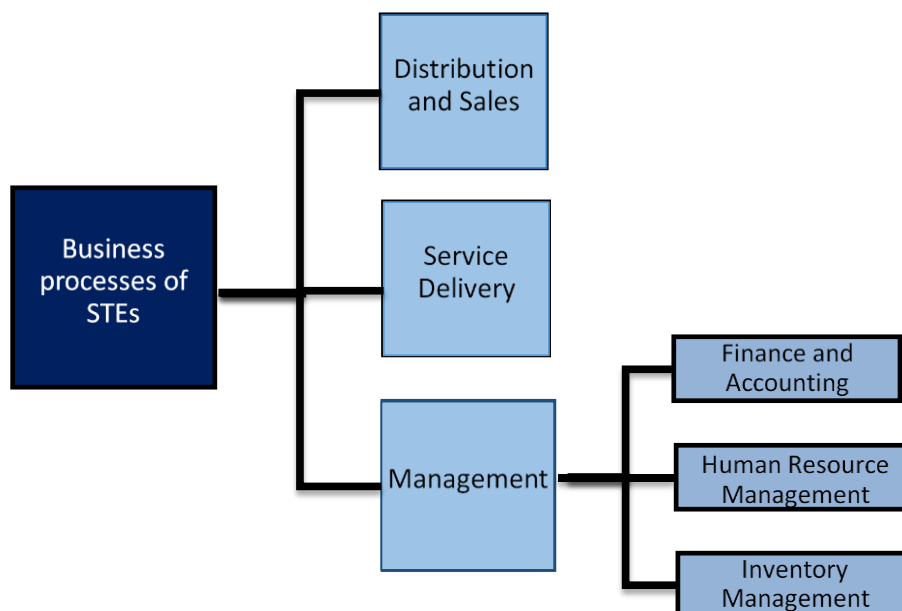 Distribution
and Sales
Business
processes of
STEs
Service
Delivery
Management
Finance and
Accounting
Human Resource
Management
Inventory
Management